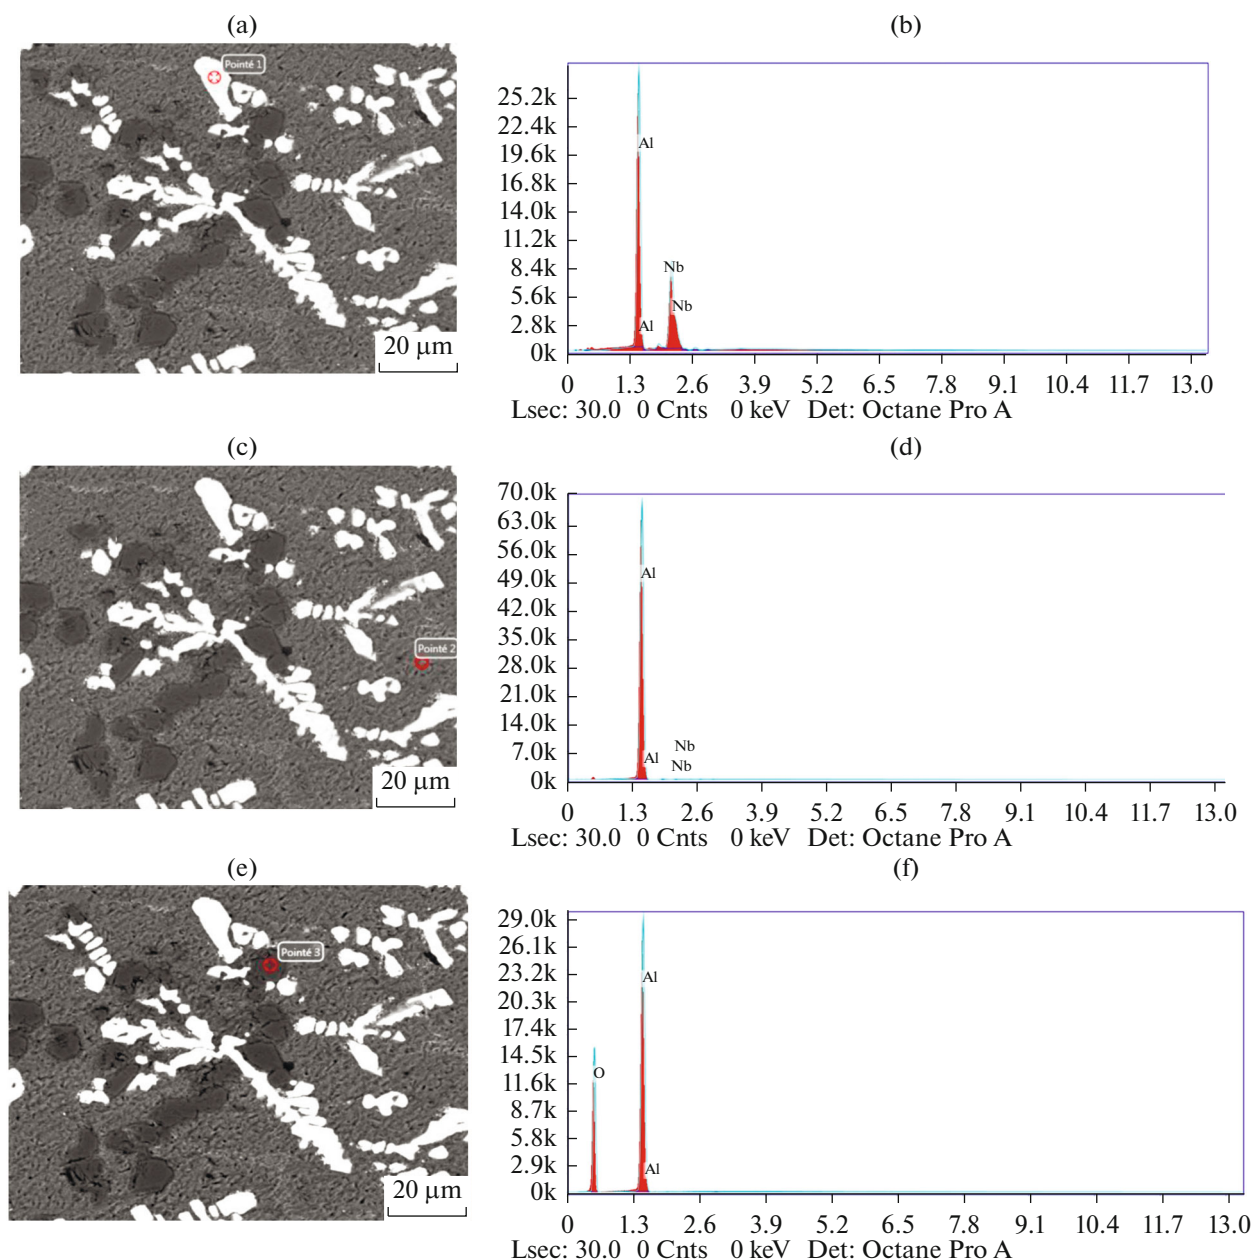 (a)
Pointé 1
20 µm
(b)
25.2k
22.4k
19.6k
16.8k
14.0k
11.2k
8.4k
5.6k
2.8k
0k
Al
Nb
Nb
Al
0 1.3 2.6 3.9 5.2 6.5 7.8 9.1 10.4 11.7 13.0
Lsec: 30.0 0 Cnts 0 keV Det: Octane Pro A
(c)
Pointé 2
20 µm
(d)
70.0k
63.0k
56.0k
49.0k
42.0k
35.0k
28.0k
21.0k
14.0k
7.0k
0k
Al
Nb
Al
Nb
0 1.3 2.6 3.9 5.2 6.5 7.8 9.1 10.4 11.7 13.0
Lsec: 30.0 0 Cnts 0 keV Det: Octane Pro A
(e)
Pointé 3
20 µm
(f)
29.0k
26.1k
23.2k
20.3k
17.4k
14.5k
11.6k
8.7k
5.8k
2.9k
0k
Al
O
Al
0 1.3 2.6 3.9 5.2 6.5 7.8 9.1 10.4 11.7 13.0
Lsec: 30.0 0 Cnts 0 keV Det: Octane Pro A